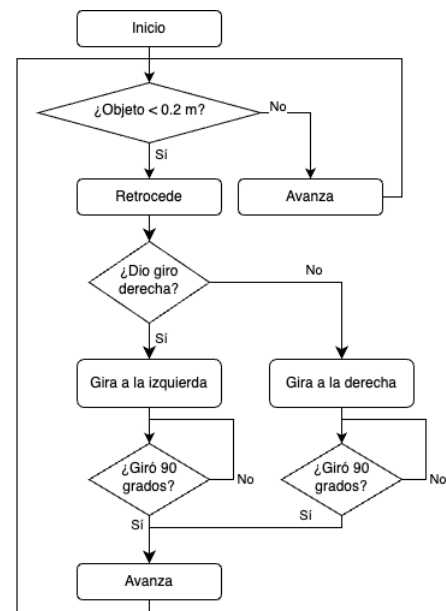 Inicio
¿Objeto < 0.2 m?
No
Sí
Retrocede
Avanza
¿Dio giro
derecha?
No
Sí
Gira a la izquierda
Gira a la derecha
¿Giró 90
grados?
No
¿Giró 90
grados?
No
Sí
Sí
Avanza